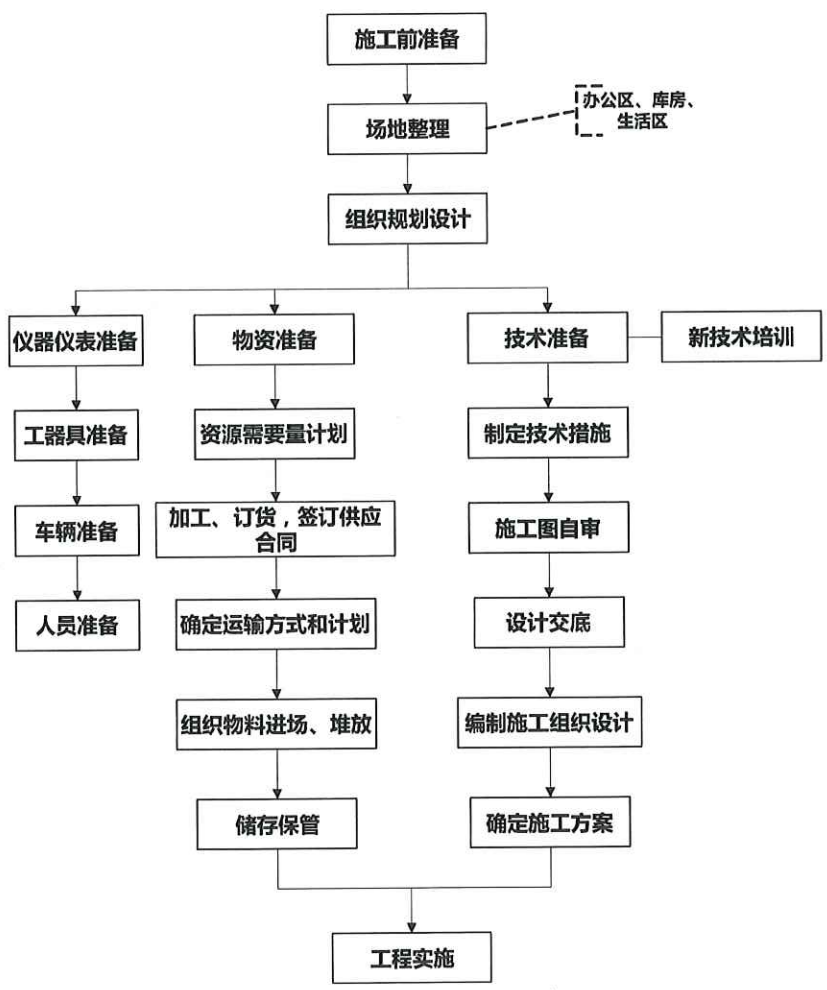 施工前准备
场地整理
办公区、库房、
生活区
组织规划设计
仪器仪表准备
物资准备
技术准备
新技术培训
工器具准备
资源需要量计划
制定技术措施
车辆准备
加工、订货，签订供应
合同
施工图自审
人员准备
确定运输方式和计划
设计交底
组织物料进场、堆放
编制施工组织设计
储存保管
确定施工方案
工程实施